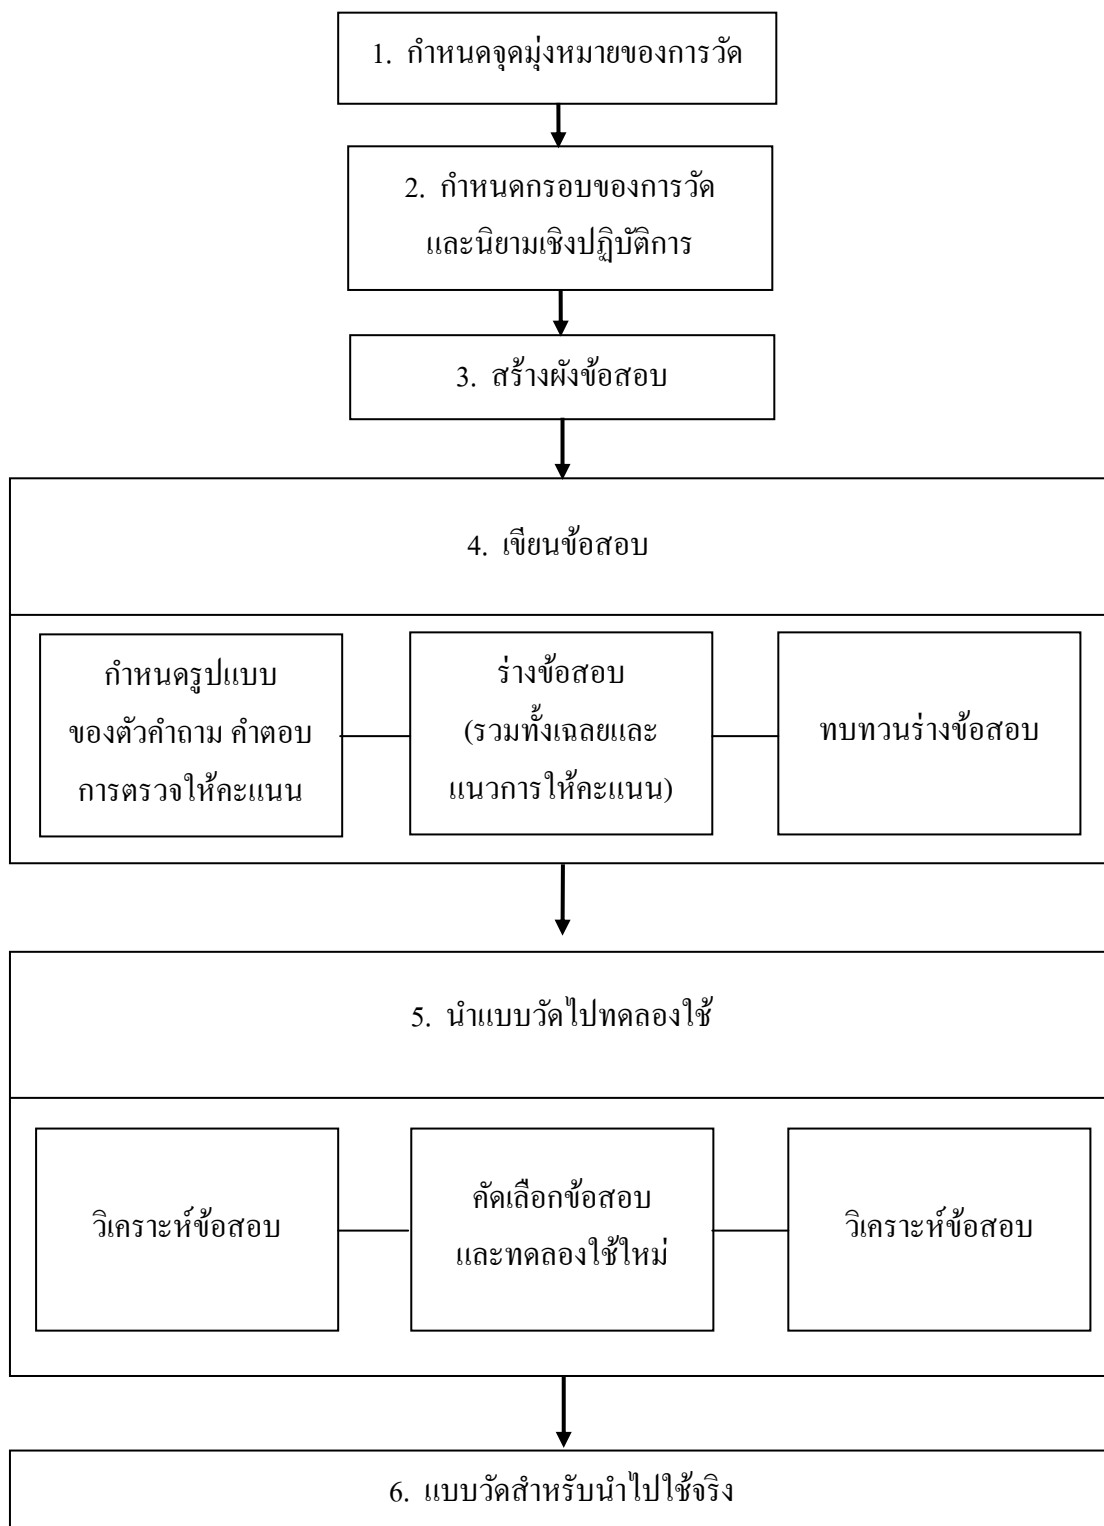 1. กำหนดจุดมุ่งหมายของการวัด
2. กำหนดกรอบของการวัด
และนิยามเชิงปฏิบัติการ
3. สร้างผังข้อสอบ
4. เขียนข้อสอบ
กำหนดรูปแบบ
ของตัวคำถาม คำตอบ
การตรวจให้คะแนน
ร่างข้อสอบ
(รวมทั้งเฉลยและ
แนวการให้คะแนน)
ทบทวนร่างข้อสอบ
5. นำแบบวัดไปทดลองใช้
วิเคราะห์ข้อสอบ
คัดเลือกข้อสอบ
และทดลองใช้ใหม่
วิเคราะห์ข้อสอบ
6. แบบวัดสำหรับนำไปใช้จริง